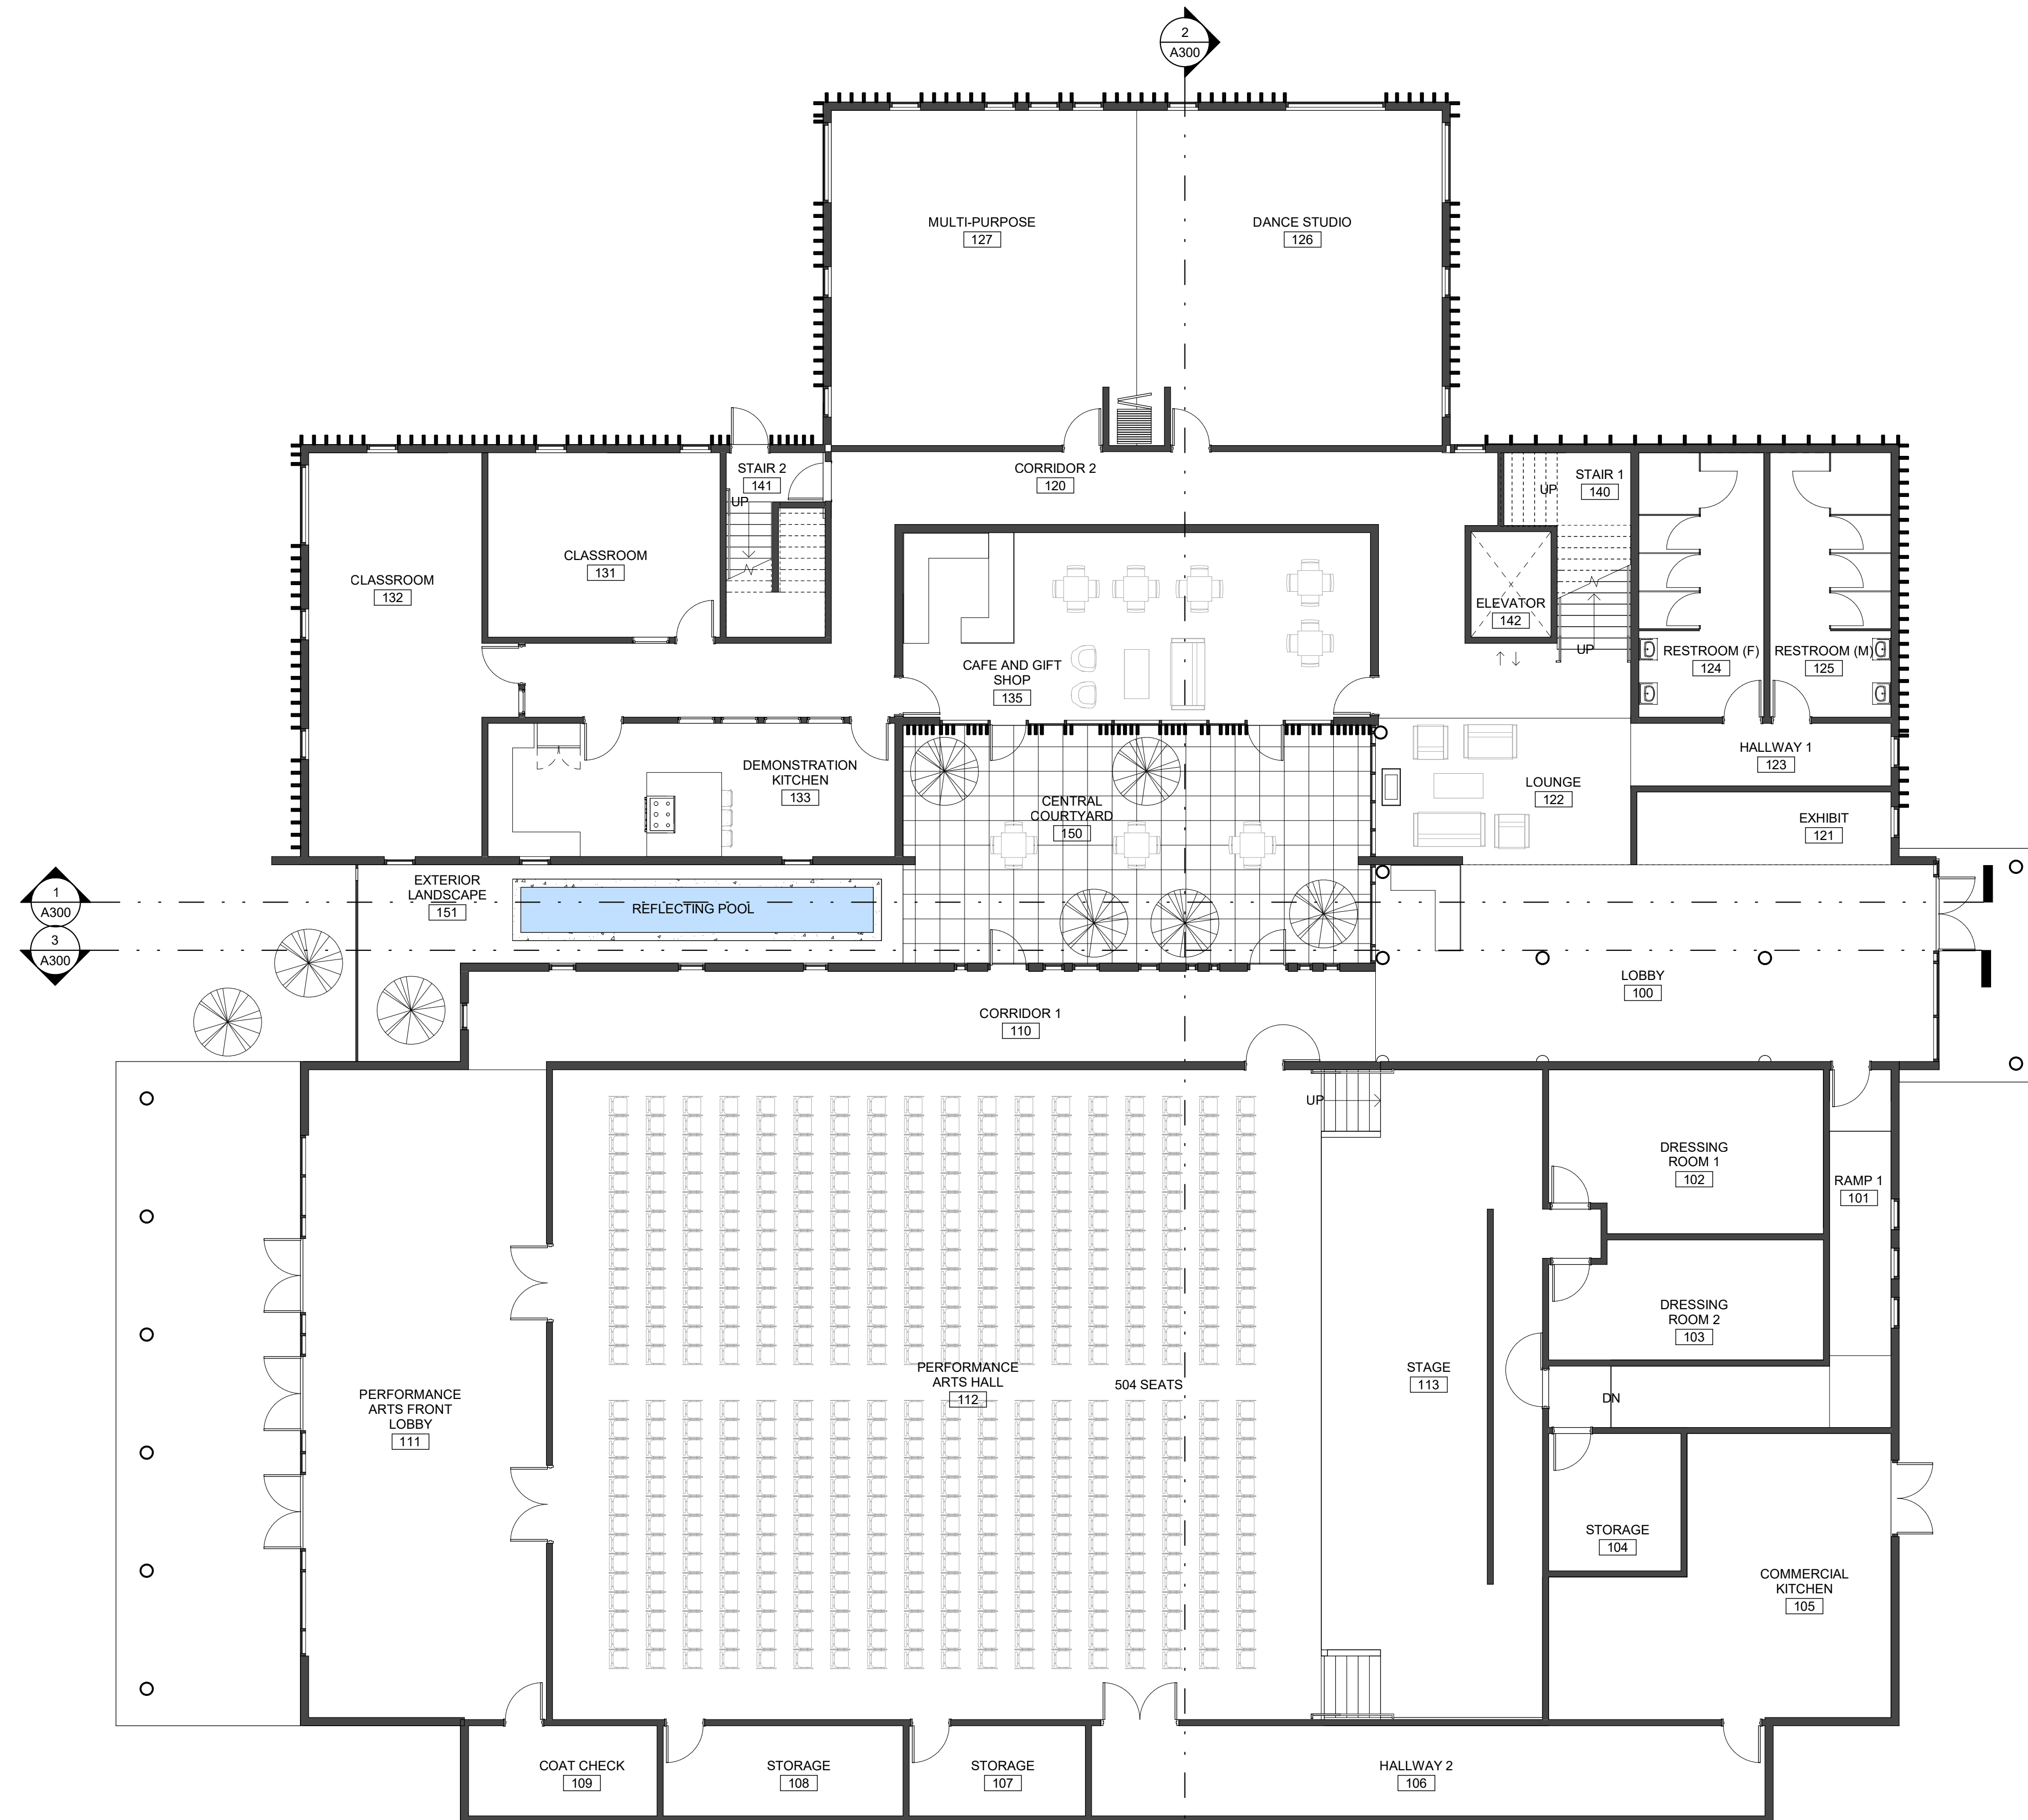 2
A300
MULTI-PURPOSE
127
DANCE STUDIO
126
STAIR 2
141
UP
CORRIDOR 2
120
STAIR 1
140
UP
CLASSROOM
131
CLASSROOM
132
ELEVATOR
142
UP
CAFE AND GIFT
SHOP
135
RESTROOM (F)
124
RESTROOM (M)
125
HALLWAY 1
123
DEMONSTRATION
KITCHEN
133
CENTRAL
COURTYARD
150
LOUNGE
122
EXHIBIT
121
1
A300
EXTERIOR
LANDSCAPE
151
REFLECTING POOL
3
A300
LOBBY
100
CORRIDOR 1
110
UP
DRESSING
ROOM 1
102
RAMP 1
101
DRESSING
ROOM 2
103
PERFORMANCE
ARTS FRONT
LOBBY
111
PERFORMANCE
ARTS HALL
112
504 SEATS
STAGE
113
DN
STORAGE
104
COMMERCIAL
KITCHEN
105
COAT CHECK
109
STORAGE
108
STORAGE
107
HALLWAY 2
106